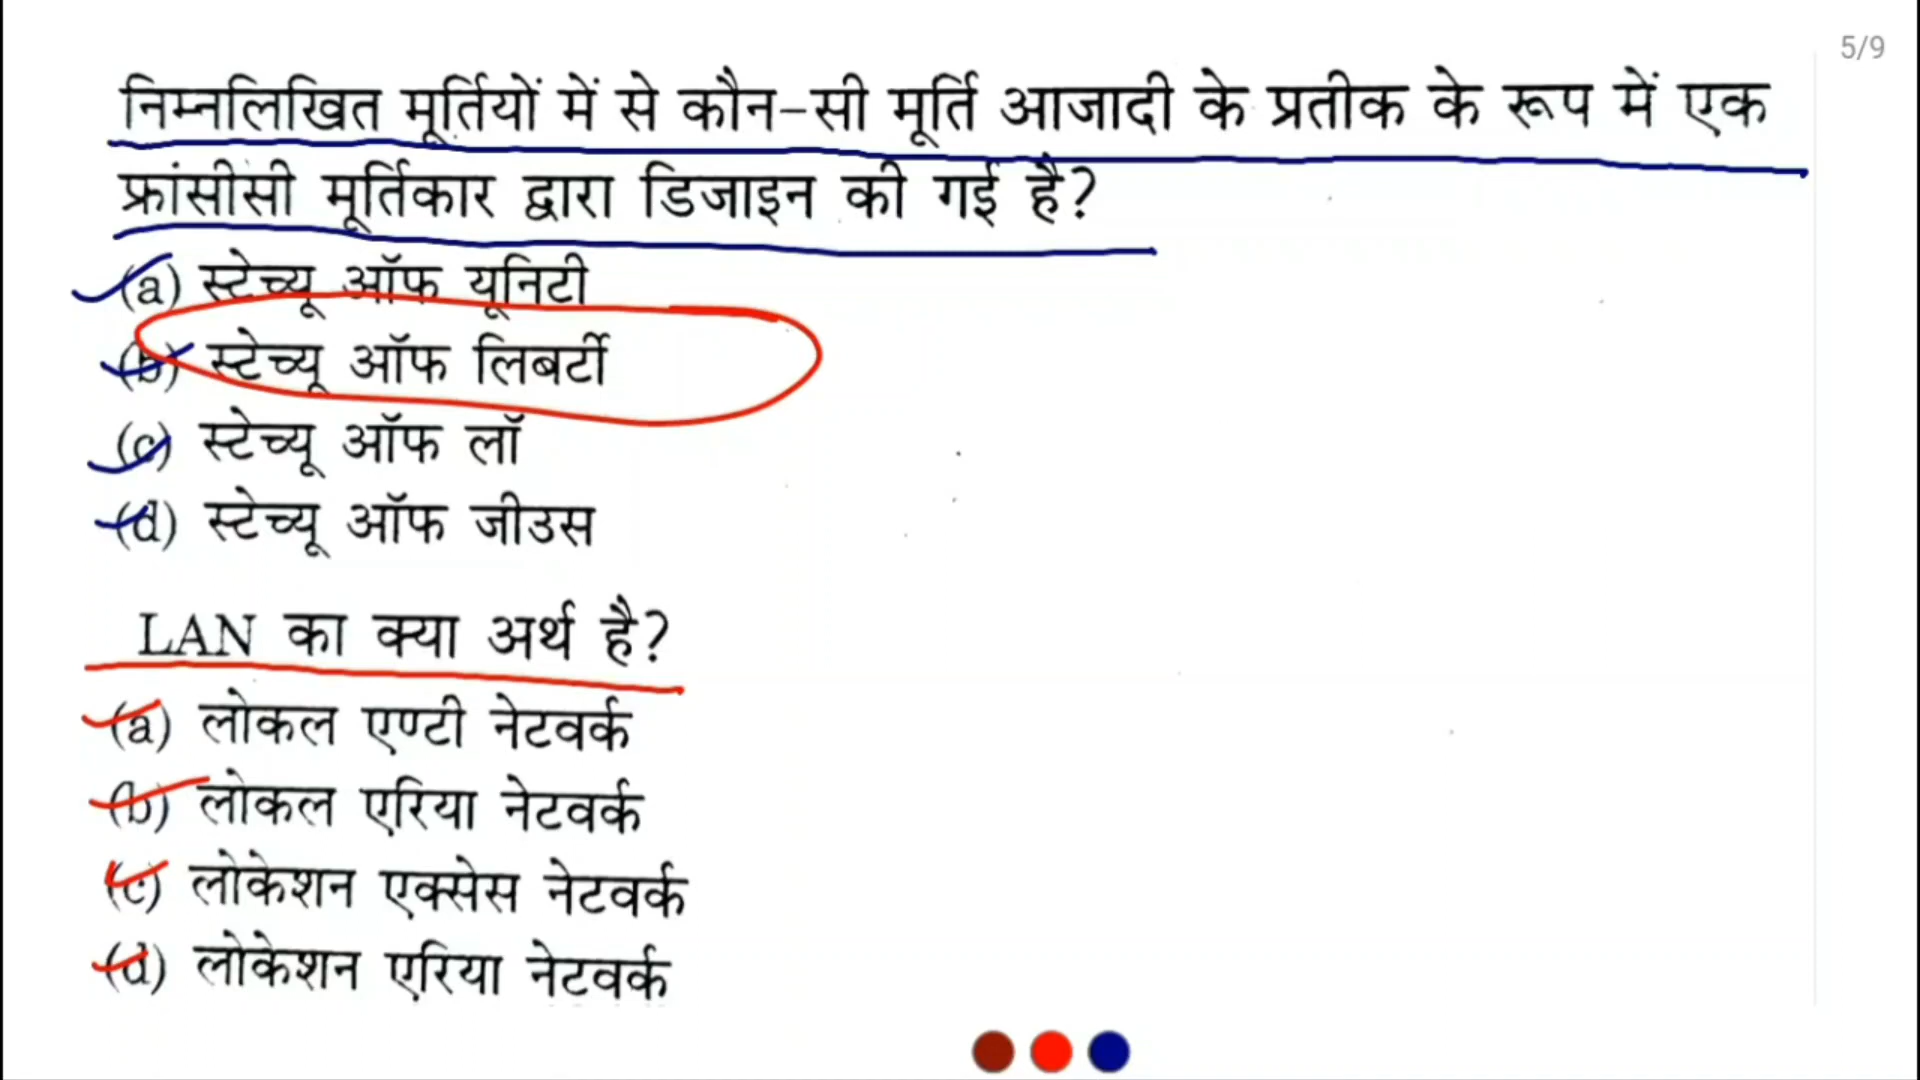 5/9
निम्नलिखित मूर्तियों में से कौन-सी मूर्ति आजादी के प्रतीक के रूप में एक
फ्रांसीसी मूर्तिकार द्वारा डिजाइन की गई है?
(a) स्टेच्यू ऑफ यूनिटी
(b) स्टेच्यू ऑफ लिबर्टी
(c) स्टेच्यू ऑफ लॉ
(d) स्टेच्यू ऑफ जीउस
LAN का क्या अर्थ है?
(a) लोकल एण्टी नेटवर्क
(b) लोकल एरिया नेटवर्क
(c) लोकेशन एक्सेस नेटवर्क
(d) लोकेशन एरिया नेटवर्क